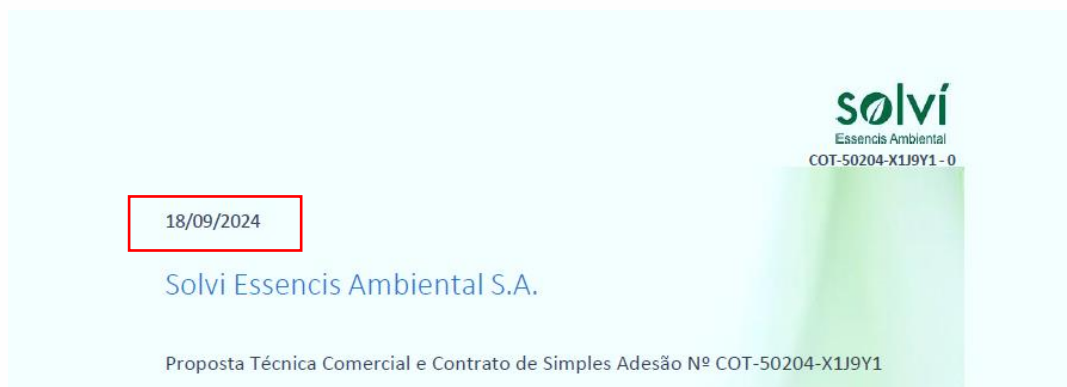 solví
Essencis Ambiental
COT-50204-X1J9Y1 - 0
18/09/2024
Solvi Essencis Ambiental S.A.
Proposta Técnica Comercial e Contrato de Simples Adesão Nº COT-50204-X1J9Y1